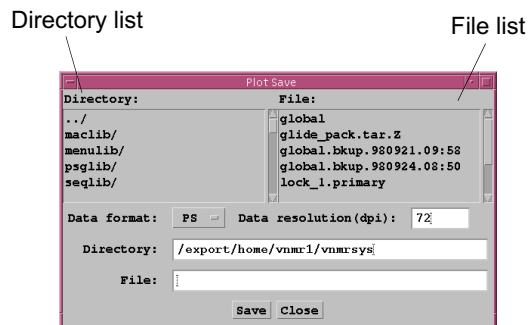 Directory list
File list
Plot Save
Directory: File:
../ global
maclib/ glide_pack.tar.Z
menulib/ global.bkup.980921.09:58
psglib/ global.bkup.980924.08:50
seqlib/ lock_1.primary
Data format: PS Data resolution(dpi): 72
Directory: /export/home/vnmr1/vnmrsys
File:
Save Close